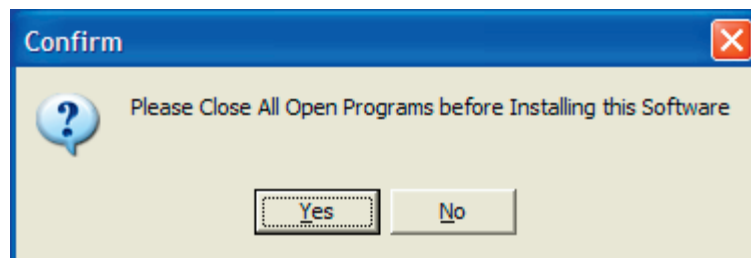 Confirm
Please Close All Open Programs before Installing this Software
Yes
No